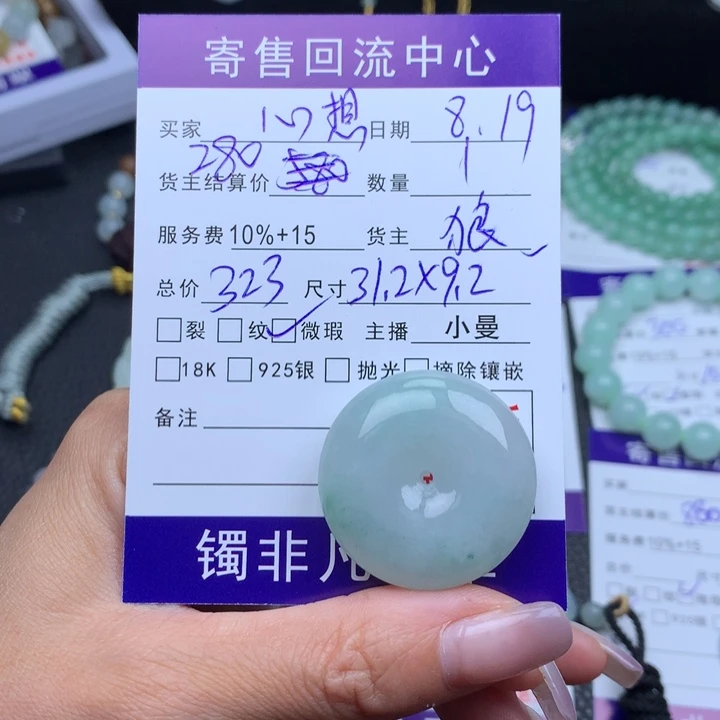 寄售回流中心
买家 心想 日期 8.19
280
货主结算价 数量 1
服务费 10%+15 货主 狼
总价 323 尺寸 31.2X9.2
□裂 □纹 ☑微瑕 主播 小曼
□18K □925银 □抛光 □摘除镶嵌
备注
镯非凡